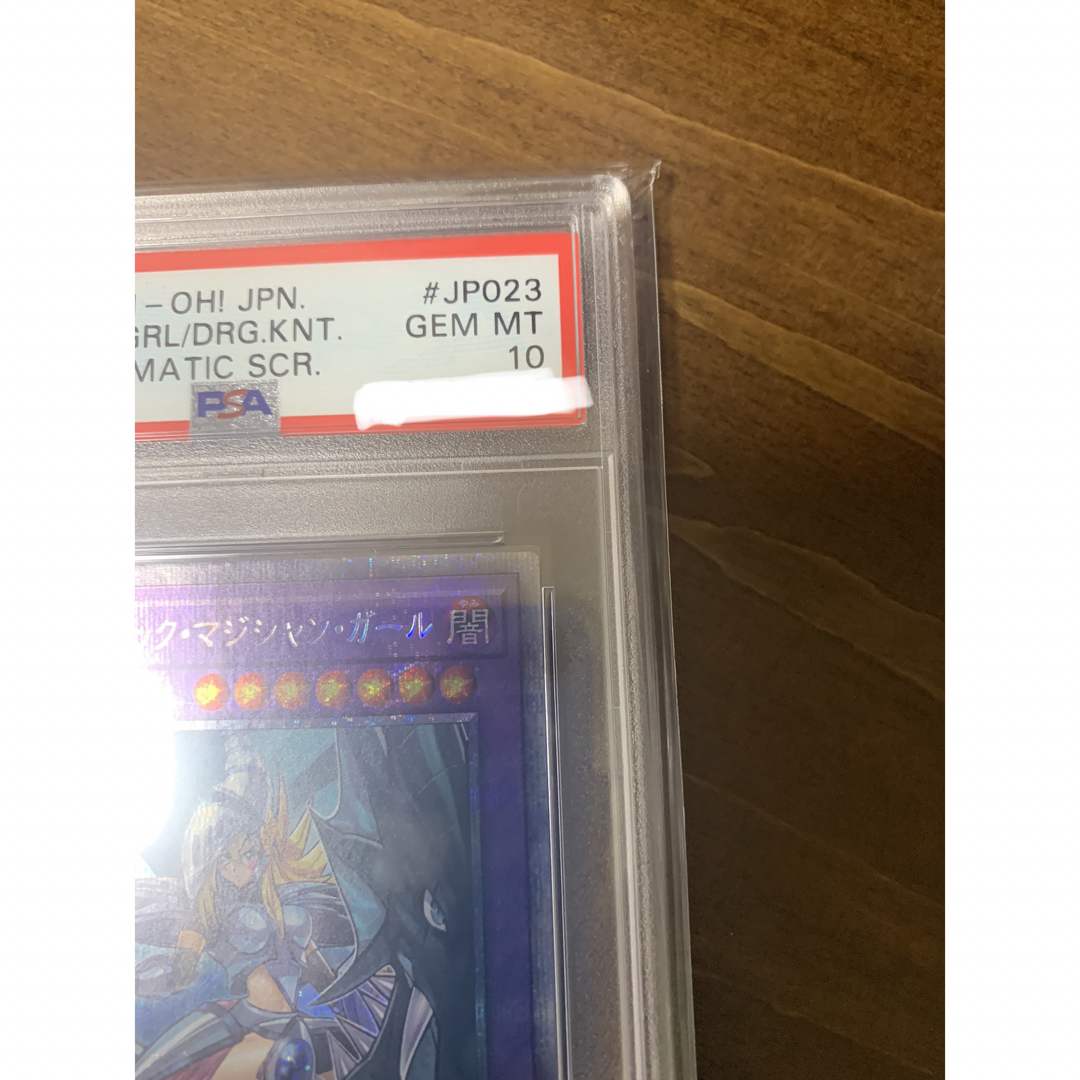 – OH! JPN.
GRL/DRG.KNT.
MATIC SCR.
#JP023
GEM MT
10
PSA
ック・マジシャン・ガール
やみ
闇